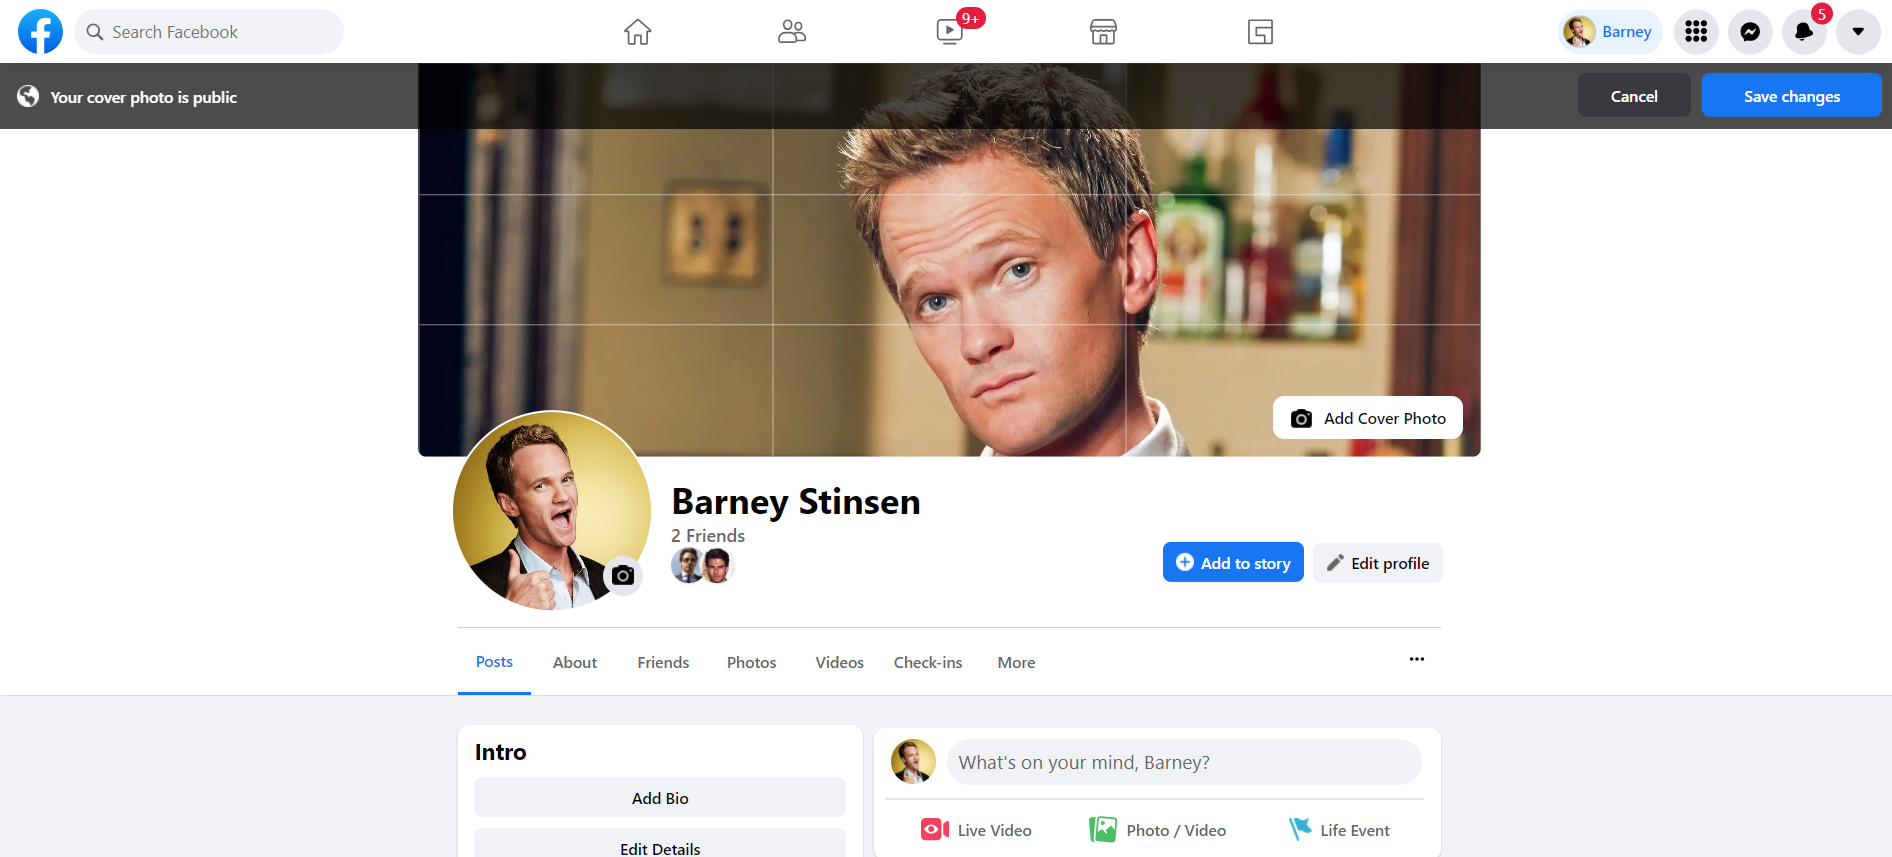 Search Facebook
9+
Barney
5
Your cover photo is public
Cancel
Save changes
Add Cover Photo
Barney Stinsen
2 Friends
Add to story
Edit profile
Posts
About
Friends
Photos
Videos
Check-ins
More
Intro
Add Bio
Edit Details
What's on your mind, Barney?
Live Video
Photo / Video
Life Event